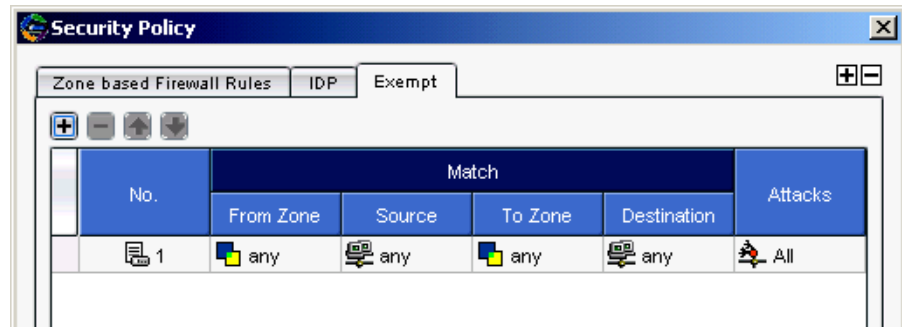 Security Policy
Zone based Firewall Rules IDP Exempt
No. Match Attacks
From Zone Source To Zone Destination
1 any any any any All